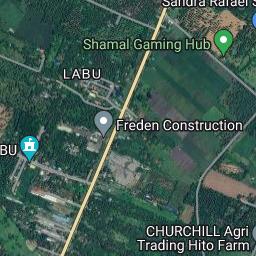 Sandra Rafael S
Shamal Gaming Hub
LABU
Freden Construction
BU
CHURCHILL Agri
Trading Hito Farm